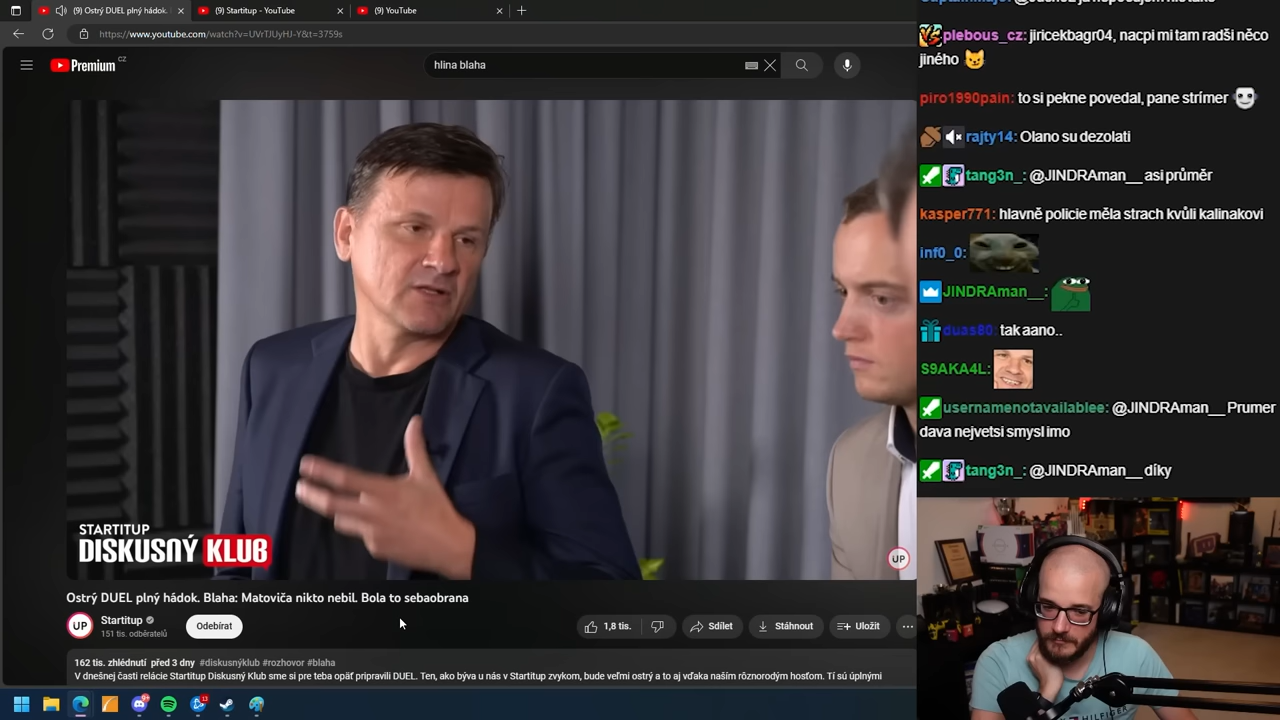 (9) Ostrý DUEL plný hádok.
Startitup - YouTube
(9) YouTube
https://www.youtube.com/watch?v=UVrTJUyHJ-Y&t=3759s
Premium CZ
hlina blaha
STARTITUP
DISKUSNÝ KLUB
UP
Ostrý DUEL plný hádok. Blaha: Matoviča nikto nebil. Bola to sebaobrana
UP
Startitup
151 tis. odběratelů
Odebírat
1,8 tis.
Sdílet
Stáhnout
Uložit
162 tis. zhlédnutí před 3 dny #diskusnýklub #rozhovor #blaha
V dnešnej časti relácie Startitup Diskusný Klub sme si pre teba opäť pripravili DUEL. Ten, ako býva u nás v Startitup zvykom, bude veľmi ostrý a to aj vďaka naším rôznorodým hosťom. Tí sú úplnými
plebous_cz: jiricekbagr04, nacpi mi tam radši něco
jiného
piro1990pain: to si pekne povedal, pane strímer
rajty14: Olano su dezolati
tang3n_: @JINDRAman__ asi průměr
kasper771: hlavně policie měla strach kvůli kalinakovi
inf0_0:
JINDRAman__:
duas80: tak aano..
S9AKA4L:
usernamenotavailablee: @JINDRAman__ Prumer
dava nejvetsi smysl imo
tang3n_: @JINDRAman__ díky